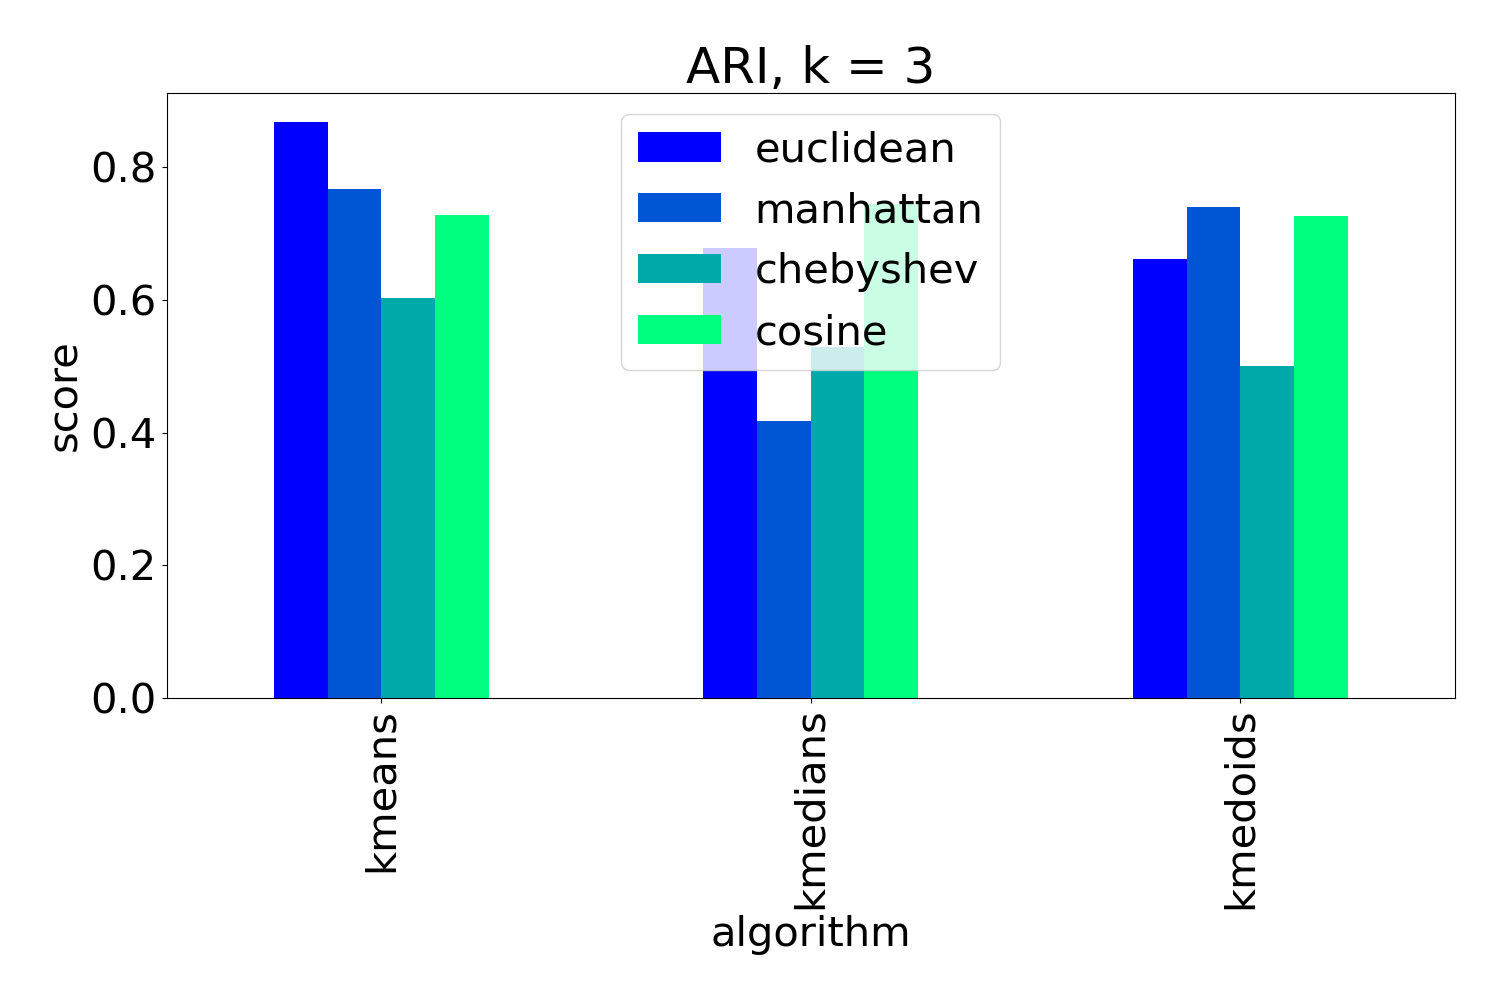 ARI, k = 3
euclidean
manhattan
chebyshev
cosine
score
0.8
0.6
0.4
0.2
0.0
kmeans
kmedians
kmedoids
algorithm